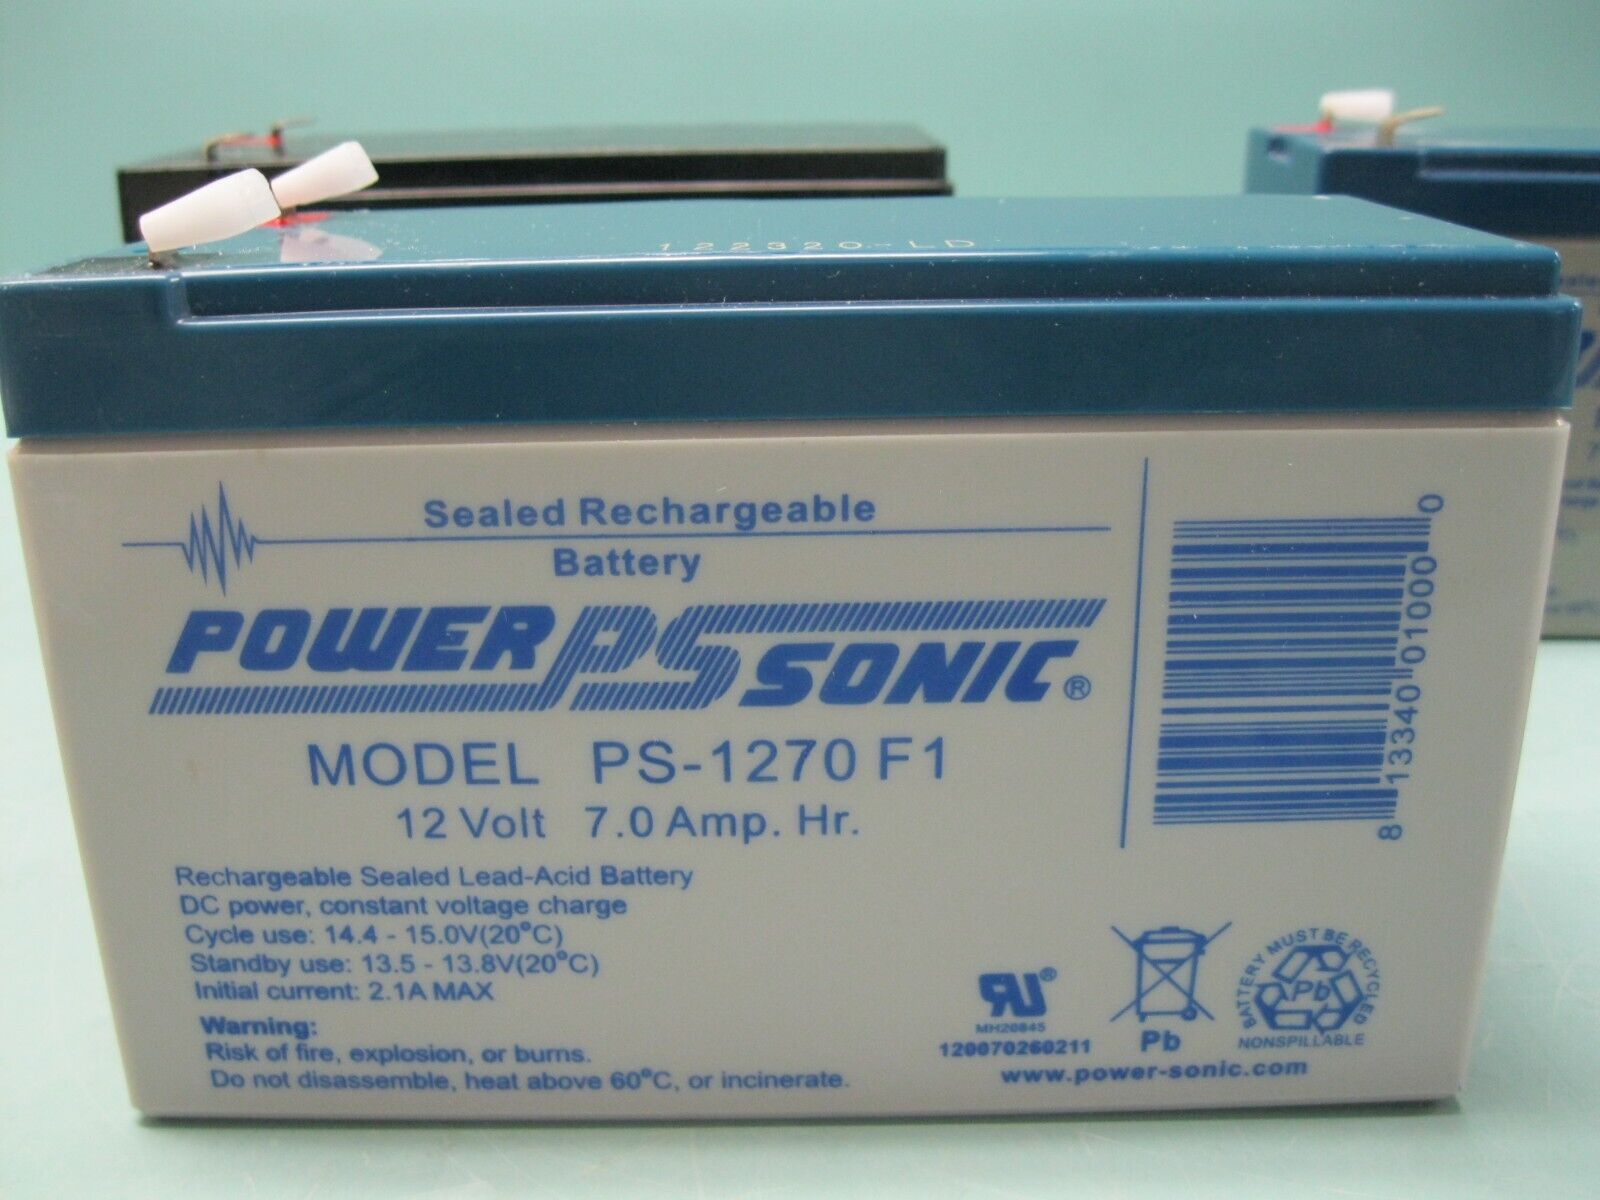 122320-LD
Sealed Rechargeable
Battery
POWER PS SONIC®
MODEL PS-1270 F1
12 Volt 7.0 Amp. Hr.
Rechargeable Sealed Lead-Acid Battery
DC power, constant voltage charge
Cycle use: 14.4 - 15.0V(20°C)
Standby use: 13.5 - 13.8V(20°C)
Initial current: 2.1A MAX
Warning:
Risk of fire, explosion, or burns.
Do not disassemble, heat above 60°C, or incinerate.
8 13340 01000 0
RU®
MH20845
120070260211
Pb
BATTERY MUST BE RECYCLED
Pb
NONSPILLABLE
www.power-sonic.com